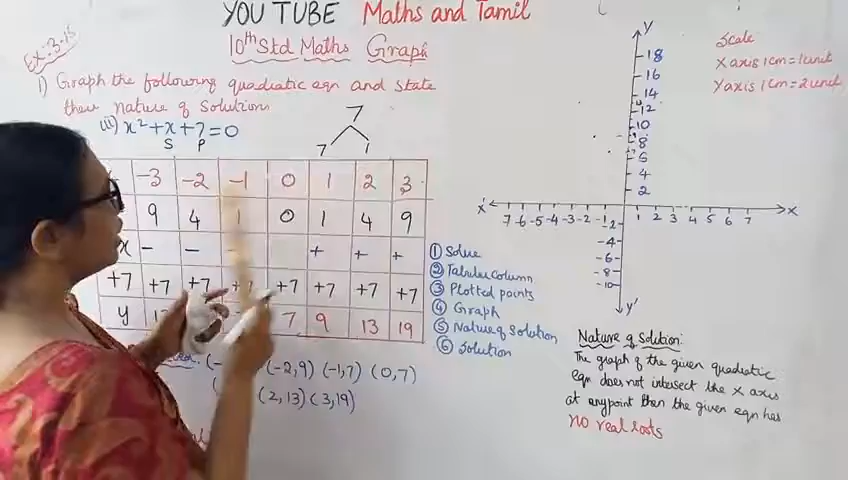 YOU TUBE Maths and Tamil
10th Std Maths Graph
Ex:-3-15
1) Graph the following quadratic eqn and state
their Nature of Solutions
(ii) x² + x + 7 = 0
S P
7
7 1
-3 -2 -1 0 1 2 3
9 4 1 0 1 4 9
x - - + + +
+7 +7 +7 +7 +7 +7 +7 +7
y 7 9 13 19
(-2,9) (-1,7) (0,7)
(2,13) (3,19)
① Solve
② Tabular column
③ Plotted points
④ Graph
⑤ Nature of Solution
⑥ Solution
Scale
X axis 1cm = 1 unit
Y axis 1cm = 2 unit
Y
18
16
14
12
10
8
6
4
2
X' -7 -6 -5 -4 -3 -2 -1 1 2 3 4 5 6 7 X
-2
-4
-6
-8
-10
Y'
Nature of Solution:
The graph of the given quadratic
eqn does not intersect the X axis
at anypoint then the given eqn has
no real roots